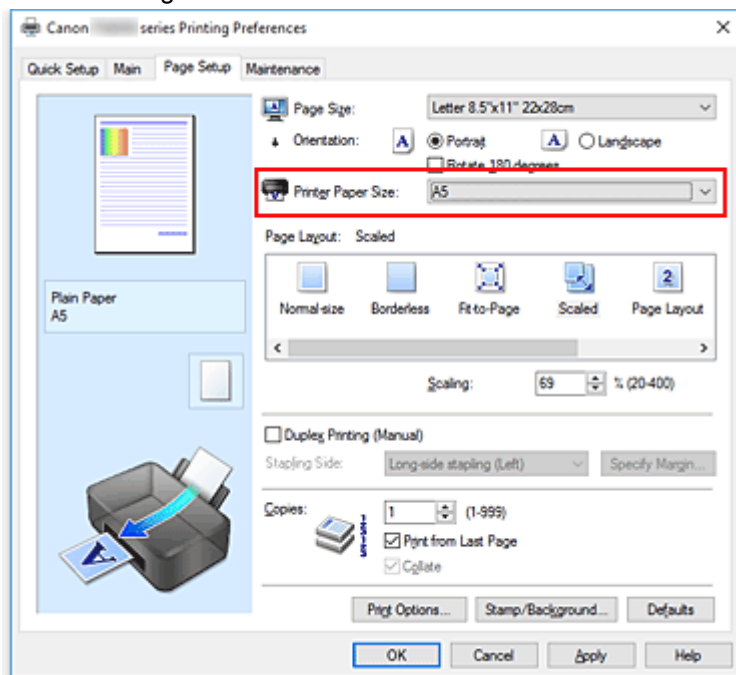 Canon series Printing Preferences
Quick Setup Main Page Setup Maintenance
Page Size: Letter 8.5"x11" 22x28cm
Orientation: A Portrait A Landscape
Rotate 180 degrees
Printer Paper Size: A5
Page Layout: Scaled
Normal-size Borderless Fit-to-Page Scaled 2 Page Layout
Plain Paper
A5
Scaling: 69 % (20-400)
Duplex Printing (Manual)
Stapling Side: Long-side stapling (Left) Specify Margin...
Copies: 1 (1-999)
Print from Last Page
Collate
Print Options... Stamp/Background... Defaults
OK Cancel Apply Help